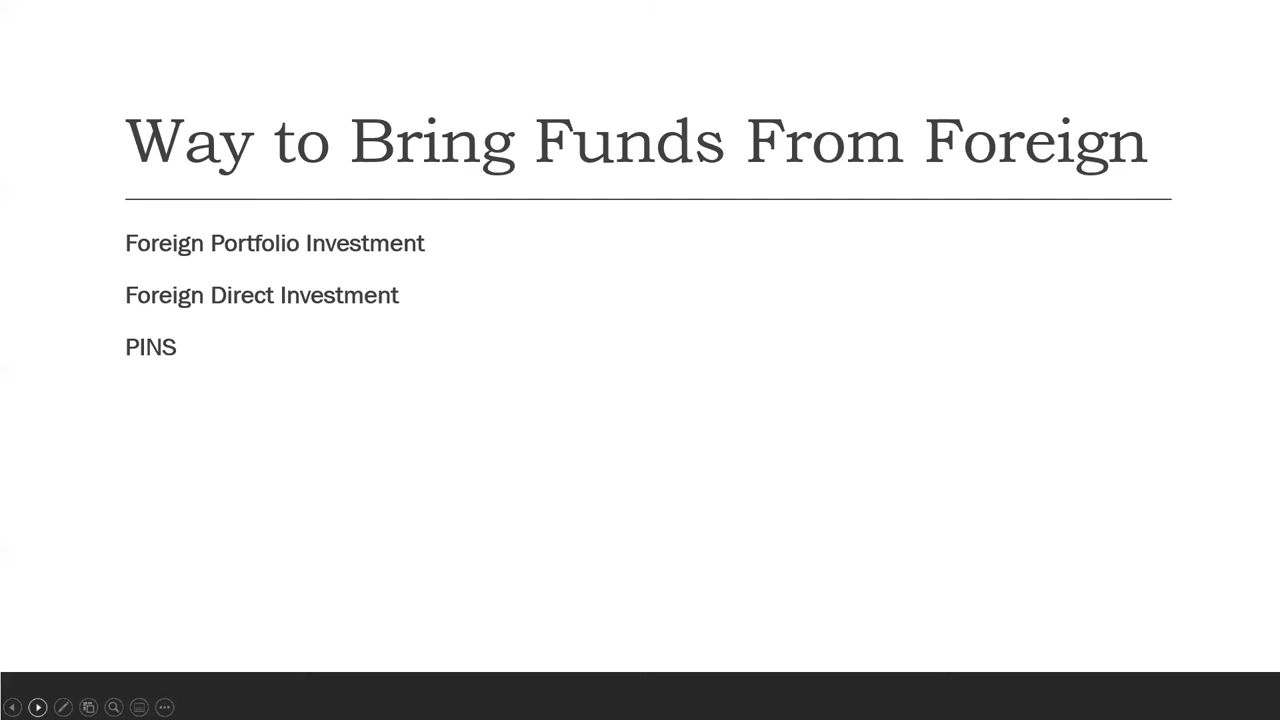 Way to Bring Funds From Foreign
Foreign Portfolio Investment
Foreign Direct Investment
PINS